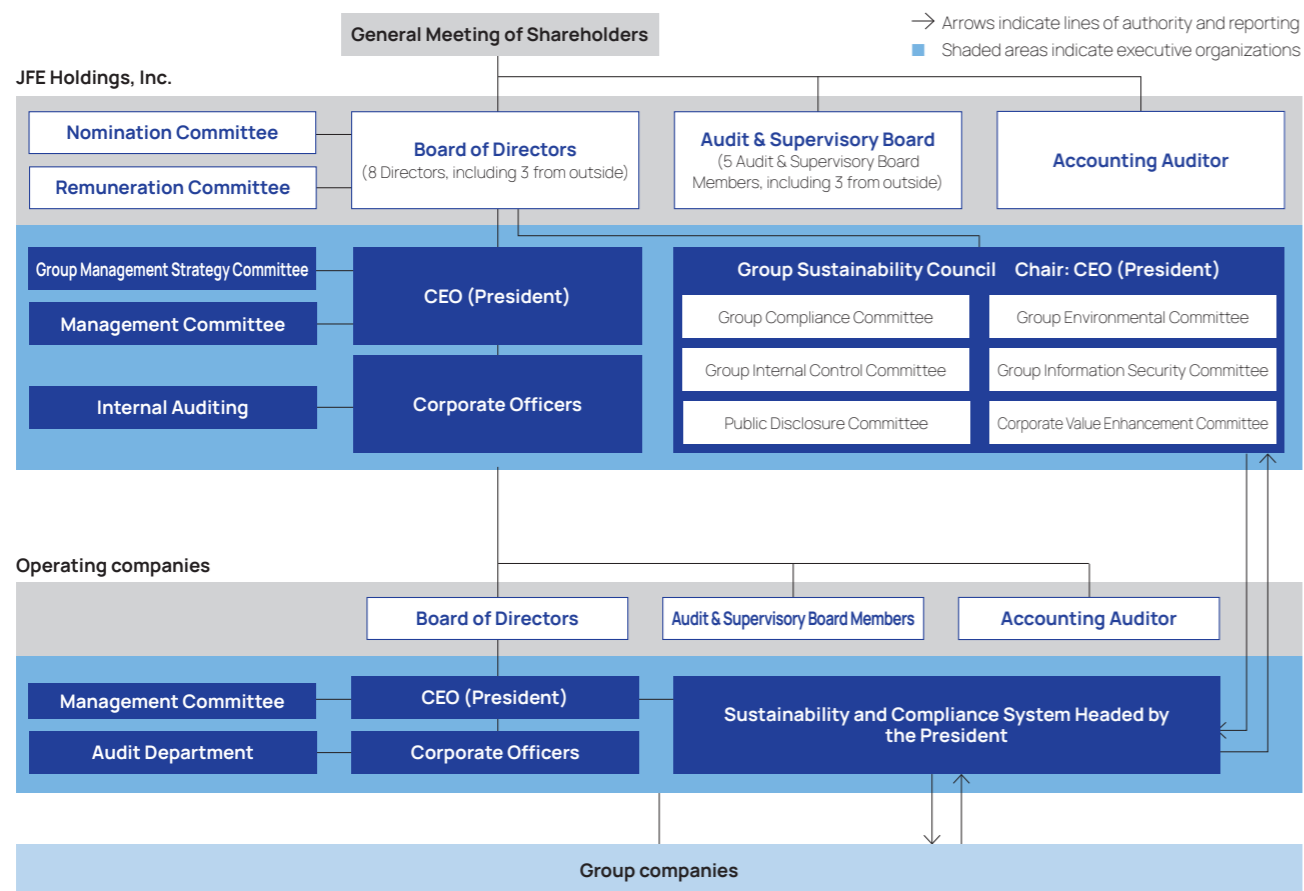 General Meeting of Shareholders
→ Arrows indicate lines of authority and reporting
Shaded areas indicate executive organizations
JFE Holdings, Inc.
Nomination Committee
Remuneration Committee
Board of Directors
(8 Directors, including 3 from outside)
Audit & Supervisory Board
(5 Audit & Supervisory Board
Members, including 3 from outside)
Accounting Auditor
Group Management Strategy Committee
Management Committee
Internal Auditing
CEO (President)
Corporate Officers
Group Sustainability Council Chair: CEO (President)
Group Compliance Committee
Group Environmental Committee
Group Internal Control Committee
Group Information Security Committee
Public Disclosure Committee
Corporate Value Enhancement Committee
Operating companies
Board of Directors
Audit & Supervisory Board Members
Accounting Auditor
Management Committee
CEO (President)
Audit Department
Corporate Officers
Sustainability and Compliance System Headed by
the President
Group companies